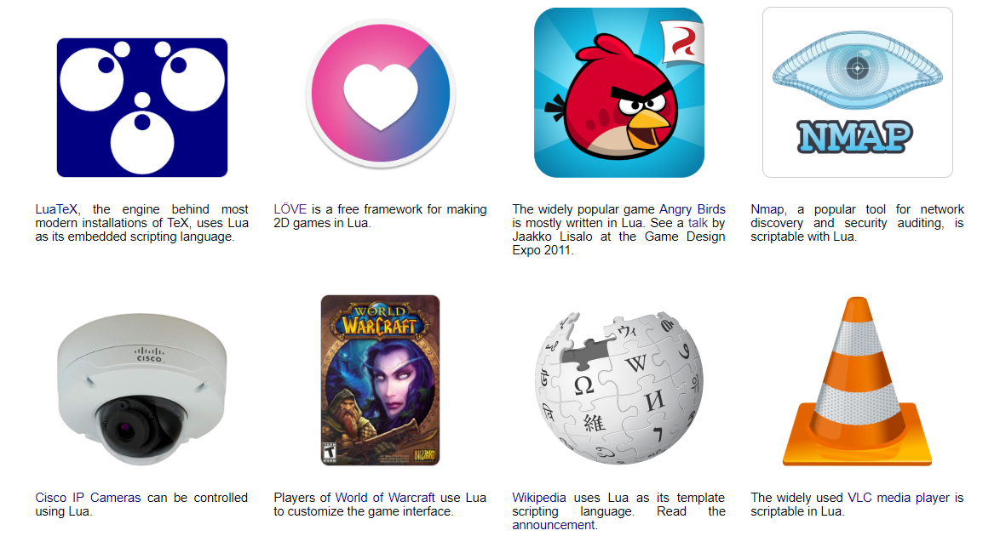 NMAP
LuaTeX, the engine behind most
modern installations of TeX, uses Lua
as its embedded scripting language.
LÖVE is a free framework for making
2D games in Lua.
The widely popular game Angry Birds
is mostly written in Lua. See a talk by
Jaakko Lisalo at the Game Design
Expo 2011.
Nmap, a popular tool for network
discovery and security auditing, is
scriptable with Lua.
CISCO
WORLD
WARCRAFT
T
BLIZZARD
ウィ
W
Ω
И
維
Cisco IP Cameras can be controlled
using Lua.
Players of World of Warcraft use Lua
to customize the game interface.
Wikipedia uses Lua as its template
scripting language. Read the
announcement.
The widely used VLC media player is
scriptable in Lua.